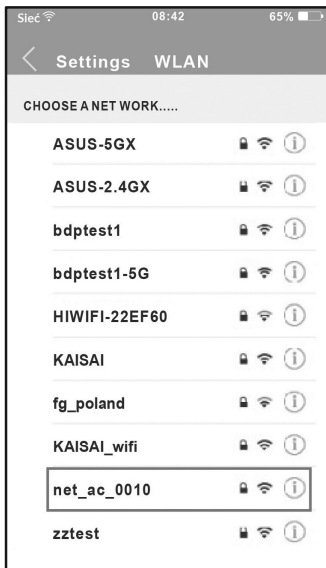 Sieć 08:42 65%
Settings WLAN
CHOOSE A NET WORK.....
ASUS-5GX
ASUS-2.4GX
bdptest1
bdptest1-5G
HIWIFI-22EF60
KAISAI
fg_poland
KAISAI_wifi
net_ac_0010
zztest